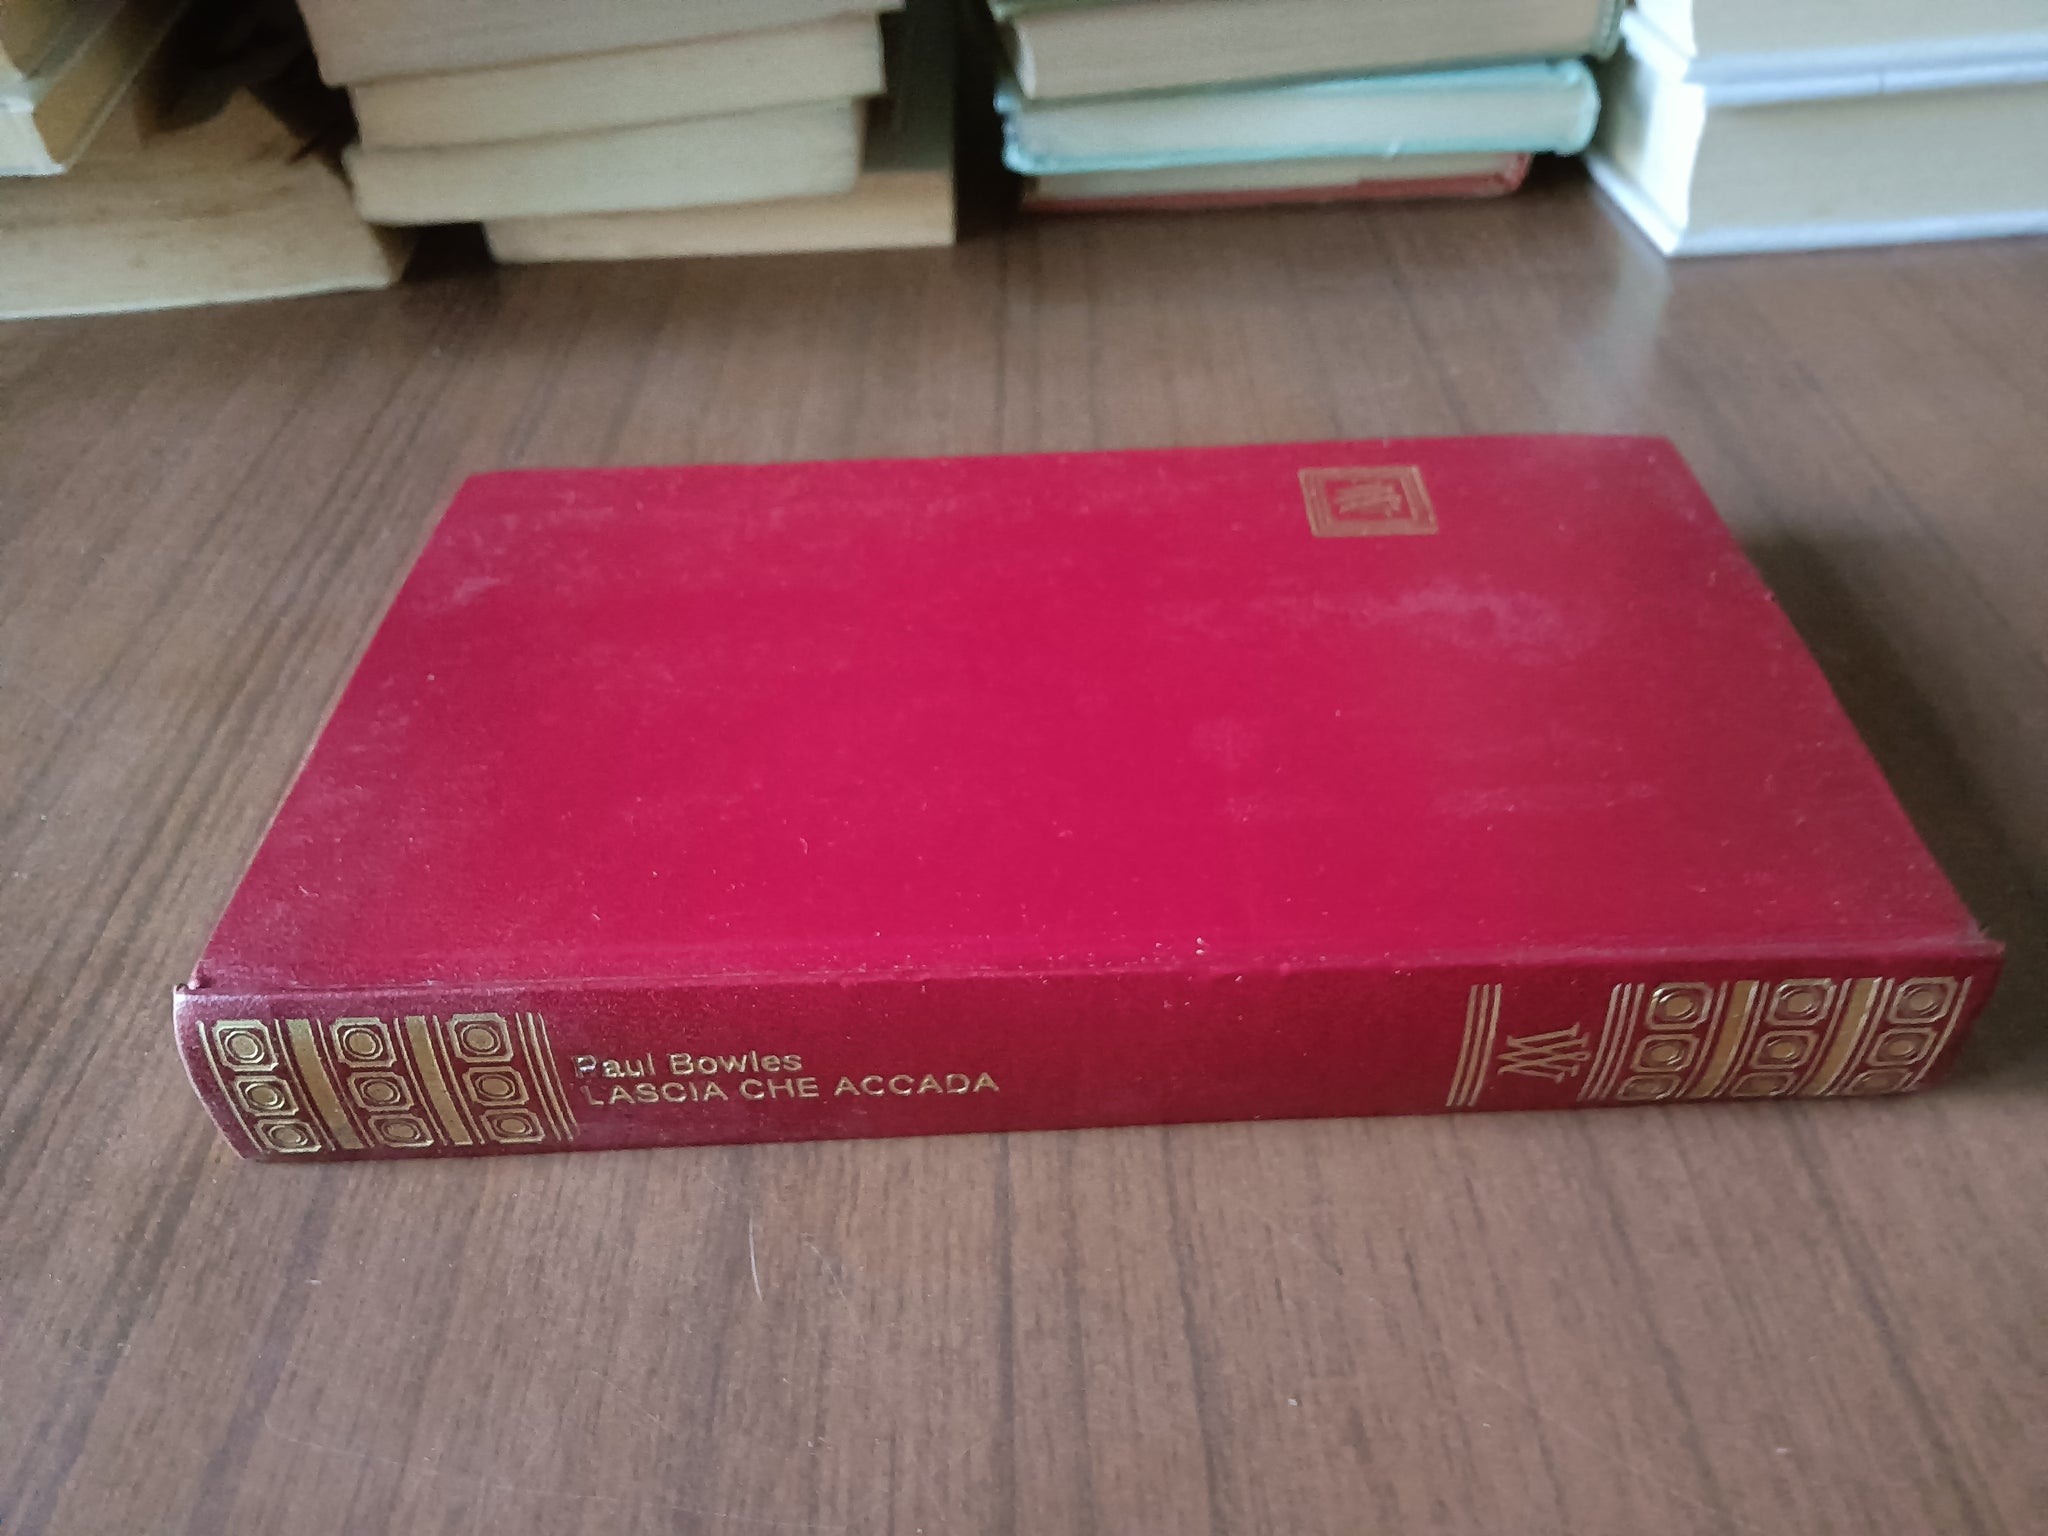 Paul Bowles
LASCIA CHE ACCADA